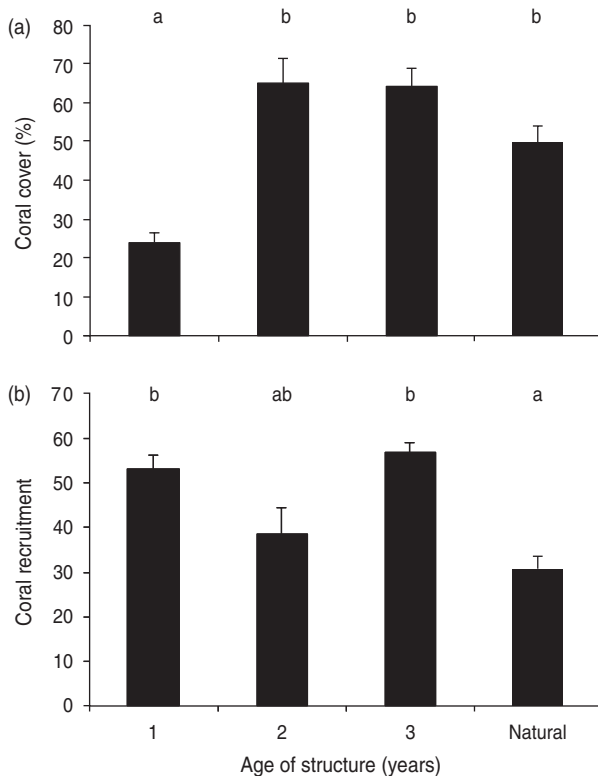 (a)
a b b b
80
70
60
50
40
30
20
10
0
Coral cover (%)
(b)
b ab b a
70
60
50
40
30
20
10
0
Coral recruitment
1 2 3 Natural
Age of structure (years)